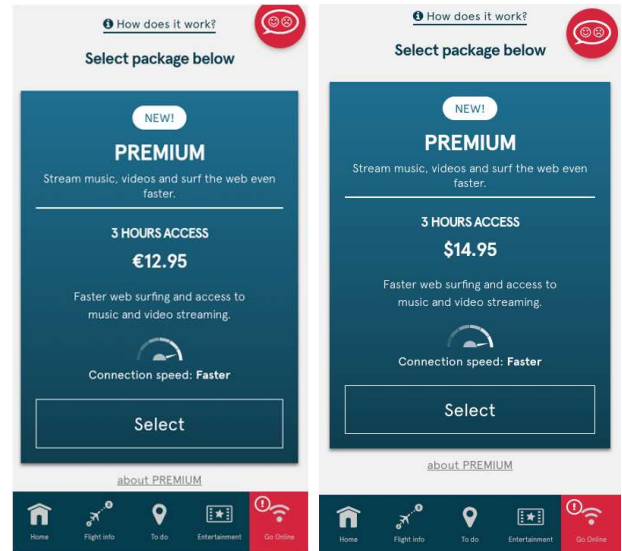 How does it work?
Select package below
NEW!
PREMIUM
Stream music, videos and surf the web even
faster.
3 HOURS ACCESS
€12.95
Faster web surfing and access to
music and video streaming.
Connection speed: Faster
Select
about PREMIUM
Home
Flight info
To do
Entertainment
Go Online
How does it work?
Select package below
NEW!
PREMIUM
Stream music, videos and surf the web even
faster.
3 HOURS ACCESS
$14.95
Faster web surfing and access to
music and video streaming.
Connection speed: Faster
Select
about PREMIUM
Home
Flight info
To do
Entertainment
Go Online